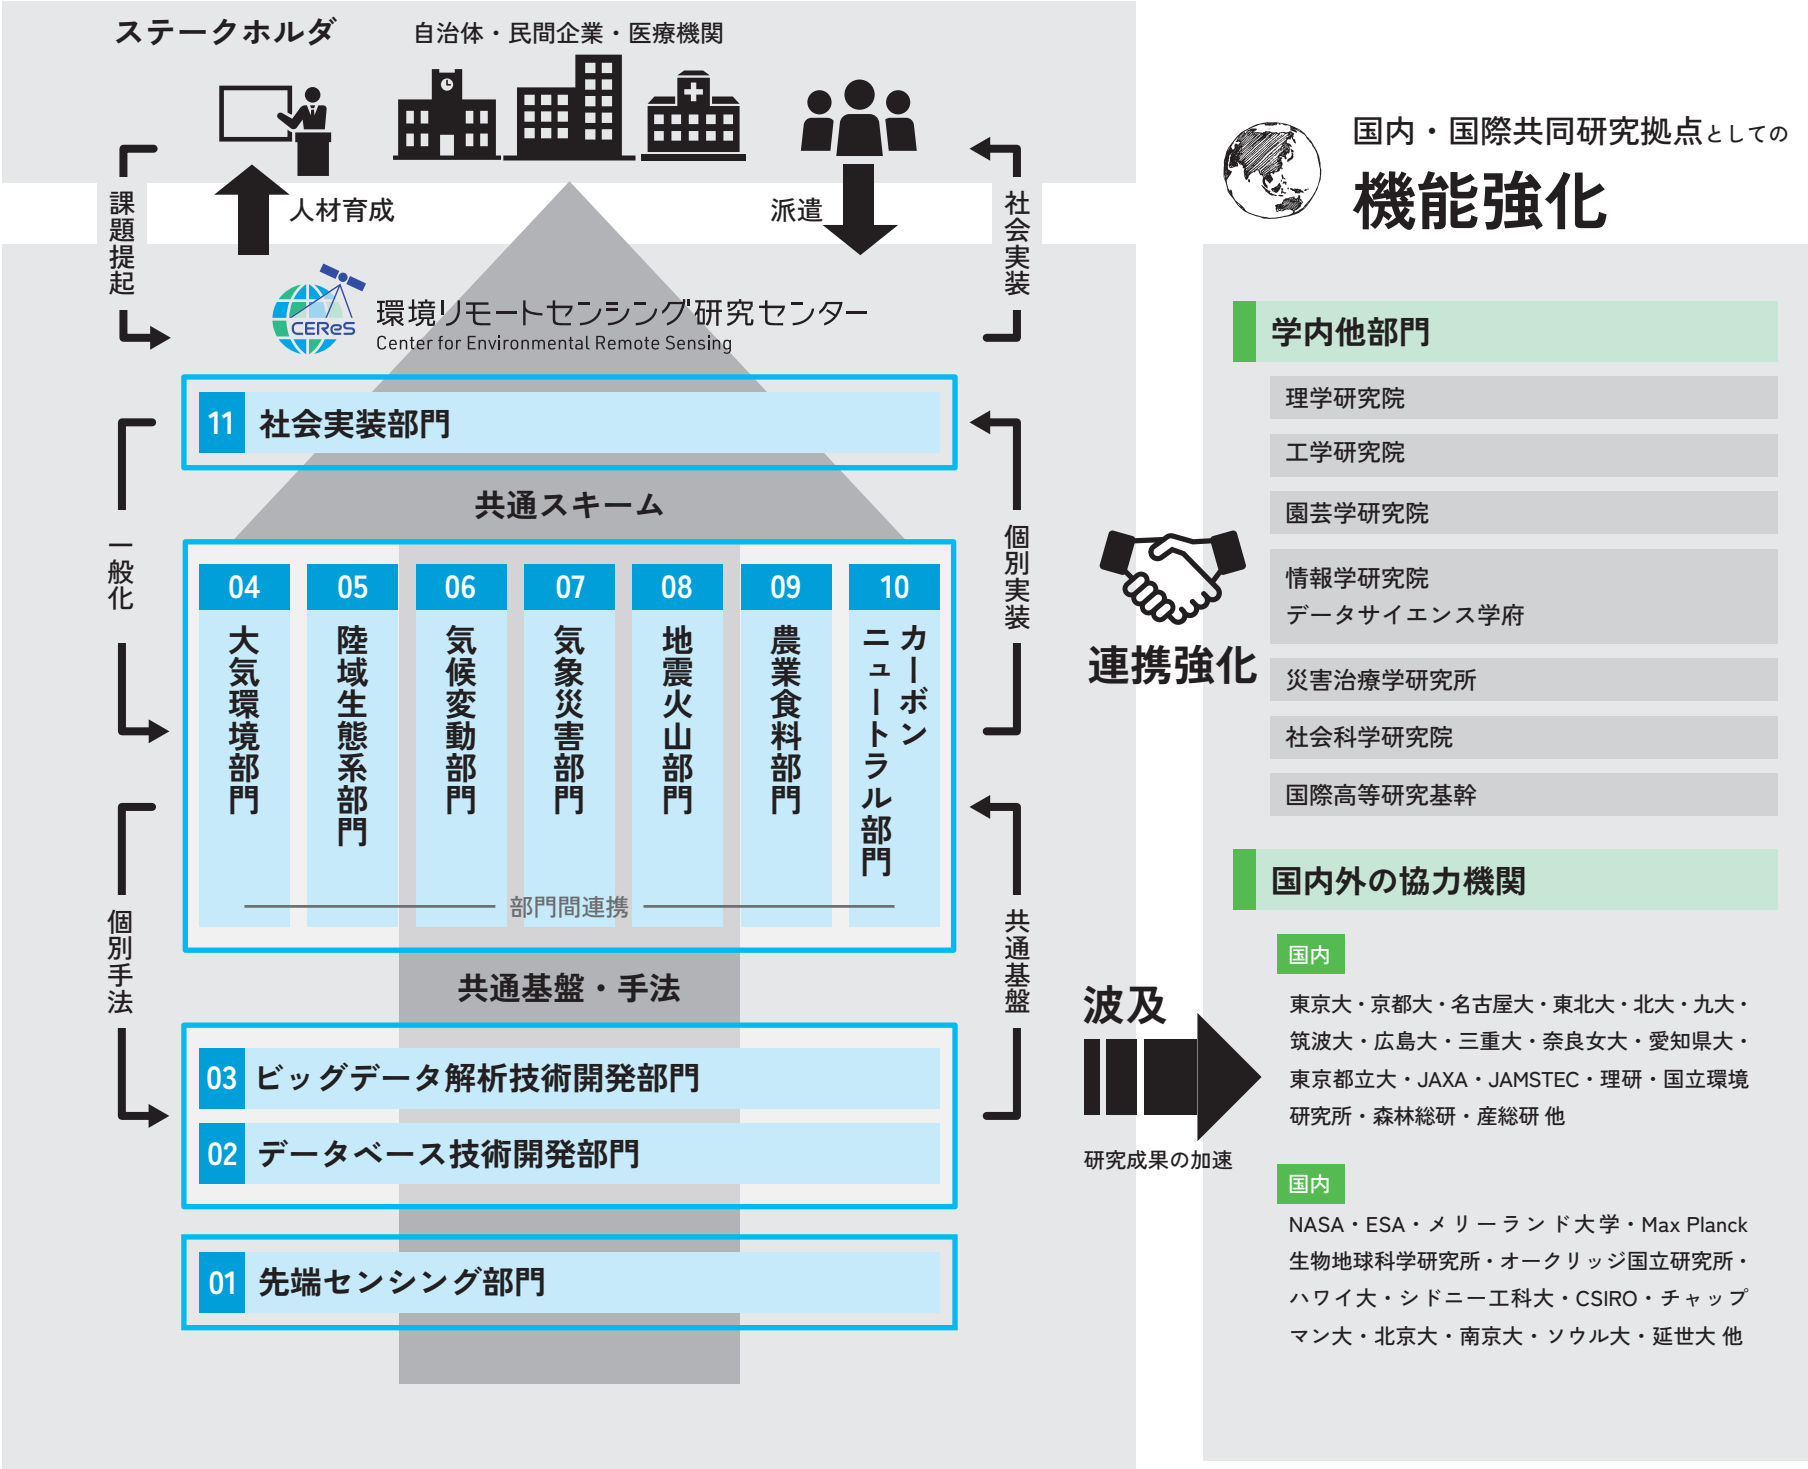 ステークホルダ
自治体・民間企業・医療機関
人材育成
派遣
課題提起
社会実装
CEReS
環境リモートセンシング研究センター
Center for Environmental Remote Sensing
11 社会実装部門
共通スキーム
一般化
個別実装
04 大気環境部門
05 陸域生態系部門
06 気候変動部門
07 気象災害部門
08 地震火山部門
09 農業食料部門
10 カーボン
ニュートラル部門
部門間連携
個別手法
共通基盤
共通基盤・手法
03 ビッグデータ解析技術開発部門
02 データベース技術開発部門
01 先端センシング部門
連携強化
波及
研究成果の加速
国内・国際共同研究拠点としての
機能強化
学内他部門
理学研究院
工学研究院
園芸学研究院
情報学研究院
データサイエンス学府
災害治療学研究所
社会科学研究院
国際高等研究基幹
国内外の協力機関
国内
東京大・京都大・名古屋大・東北大・北大・九大・
筑波大・広島大・三重大・奈良女大・愛知県大・
東京都立大・JAXA・JAMSTEC・理研・国立環境
研究所・森林総研・産総研 他
国内
NASA・ESA・メリーランド大学・Max Planck
生物地球科学研究所・オークリッジ国立研究所・
ハワイ大・シドニー工科大・CSIRO・チャップ
マン大・北京大・南京大・ソウル大・延世大 他